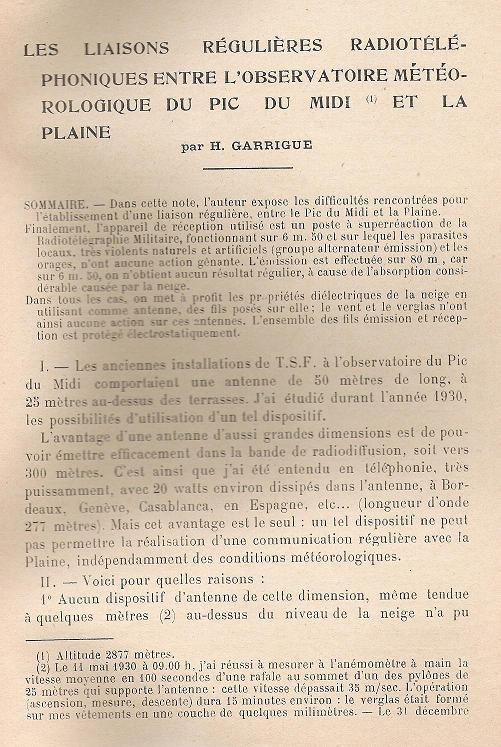 LES LIAISONS RÉGULIÈRES RADIOTÉLÉ-
PHONIQUES ENTRE L'OBSERVATOIRE MÉTÉO-
ROLOGIQUE DU PIC DU MIDI (1) ET LA
PLAINE
par H. GARRIGUE
SOMMAIRE. — Dans cette note, l'auteur expose les difficultés rencontrées pour
l'établissement d'une liaison régulière, entre le Pic du Midi et la Plaine.
Finalement, l'appareil de réception utilisé est un poste à superréaction de la
Radiotélégraphie Militaire, fonctionnant sur 6 m. 50 et sur lequel les parasites
locaux, très violents naturels et artificiels (groupe alternateur émission) et les
orages, n'ont aucune action gênante. L'émission est effectuée sur 80 m , car
sur 6 m. 50, on n'obtient aucun résultat régulier, à cause de l'absorption consi-
dérable causée par la neige.
Dans tous les cas, on met à profit les propriétés diélectriques de la neige en
utilisant comme antenne, des fils posés sur elle ; le vent et le verglas n'ont
ainsi aucune action sur ces antennes. L'ensemble des fils émission et récep-
tion est protégé électrostatiquement.
I. — Les anciennes installations de T.S.F. à l'observatoire du Pic
du Midi comportaient une antenne de 50 mètres de long, à
25 mètres au-dessus des terrasses. J'ai étudié durant l'année 1930,
les possibilités d'utilisation d'un tel dispositif.
L'avantage d'une antenne d'aussi grandes dimensions est de pou-
voir émettre efficacement dans la bande de radiodiffusion, soit vers
300 mètres. C'est ainsi que j'ai été entendu en téléphonie, très
puissamment, avec 20 watts environ dissipés dans l'antenne, à Bor-
deaux, Genève, Casablanca, en Espagne, etc... (longueur d'onde
277 mètres). Mais cet avantage est le seul : un tel dispositif ne peut
pas permettre la réalisation d'une communication régulière avec la
Plaine, indépendamment des conditions météorologiques.
II. — Voici pour quelles raisons :
1° Aucun dispositif d'antenne de cette dimension, même tendue
à quelques mètres (2) au-dessus du niveau de la neige n'a pu
(1) Altitude 2877 mètres.
(2) Le 11 mai 1930 à 09.00 h, j'ai réussi à mesurer à l'anémomètre à main la
vitesse moyenne en 100 secondes d'une rafale au sommet d'un des pylônes de
25 mètres qui supporte l'antenne : cette vitesse dépassait 35 m/sec. L'opération
(ascension, mesure, descente) dura 15 minutes environ : le verglas était formé
sur mes vêtements en une couche de quelques milimètres. — Le 31 décembre